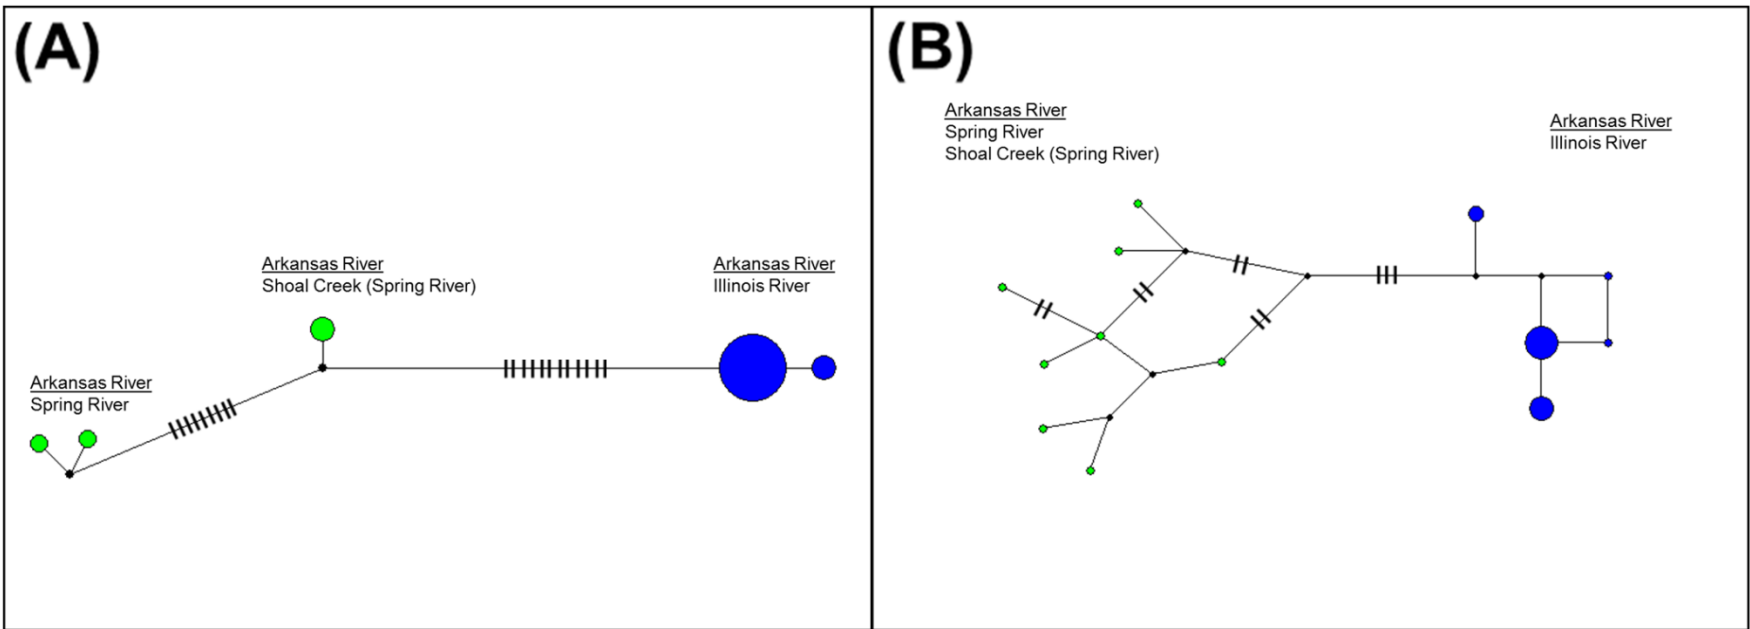 (A)
Arkansas River
Spring River
Arkansas River
Shoal Creek (Spring River)
Arkansas River
Illinois River
(B)
Arkansas River
Spring River
Shoal Creek (Spring River)
Arkansas River
Illinois River